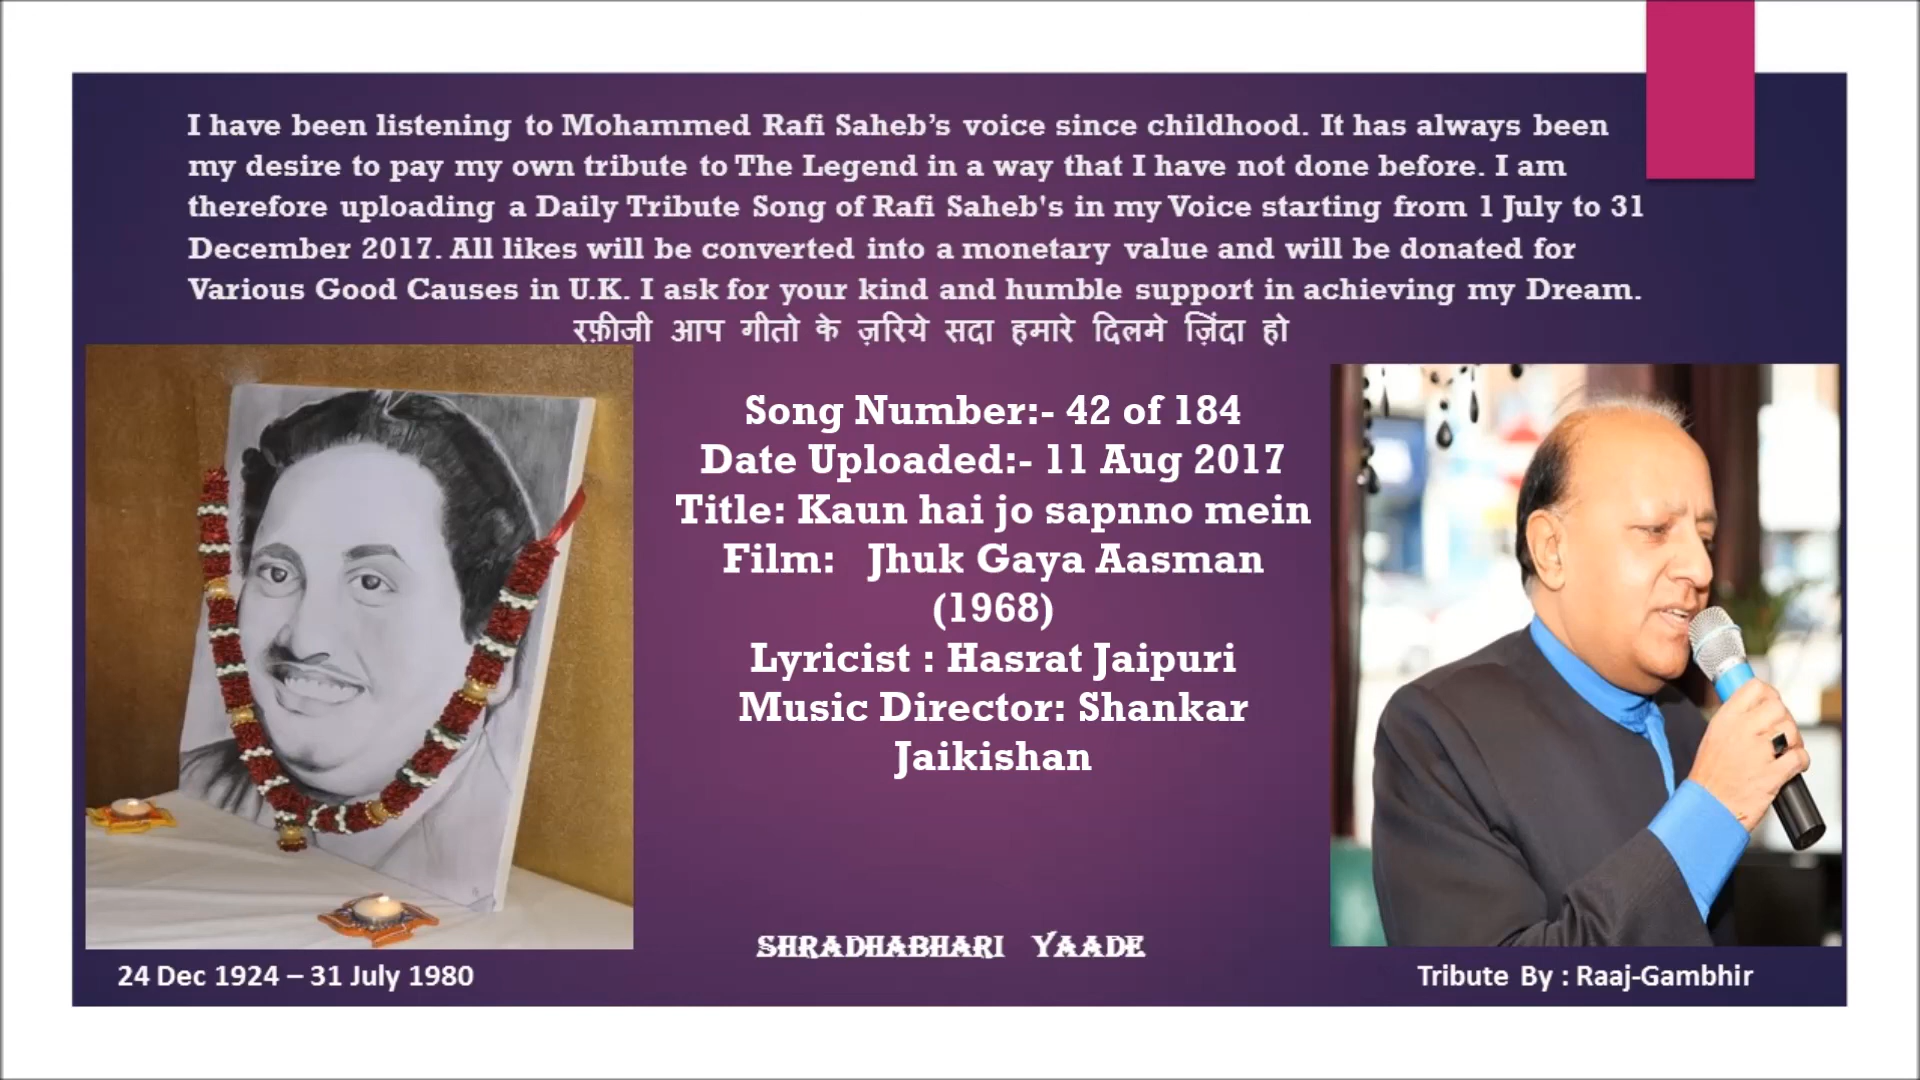 I have been listening to Mohammed Rafi Saheb’s voice since childhood. It has always been
my desire to pay my own tribute to The Legend in a way that I have not done before. I am
therefore uploading a Daily Tribute Song of Rafi Saheb's in my Voice starting from 1 July to 31
December 2017. All likes will be converted into a monetary value and will be donated for
Various Good Causes in U.K. I ask for your kind and humble support in achieving my Dream.
रफ़ीजी आप गीतो के ज़रिये सदा हमारे दिलमे ज़िंदा हो
Song Number:- 42 of 184
Date Uploaded:- 11 Aug 2017
Title: Kaun hai jo sapnno mein
Film: Jhuk Gaya Aasman
(1968)
Lyricist : Hasrat Jaipuri
Music Director: Shankar
Jaikishan
SHRADHABHARI YAADE
24 Dec 1924 – 31 July 1980
Tribute By : Raaj-Gambhir